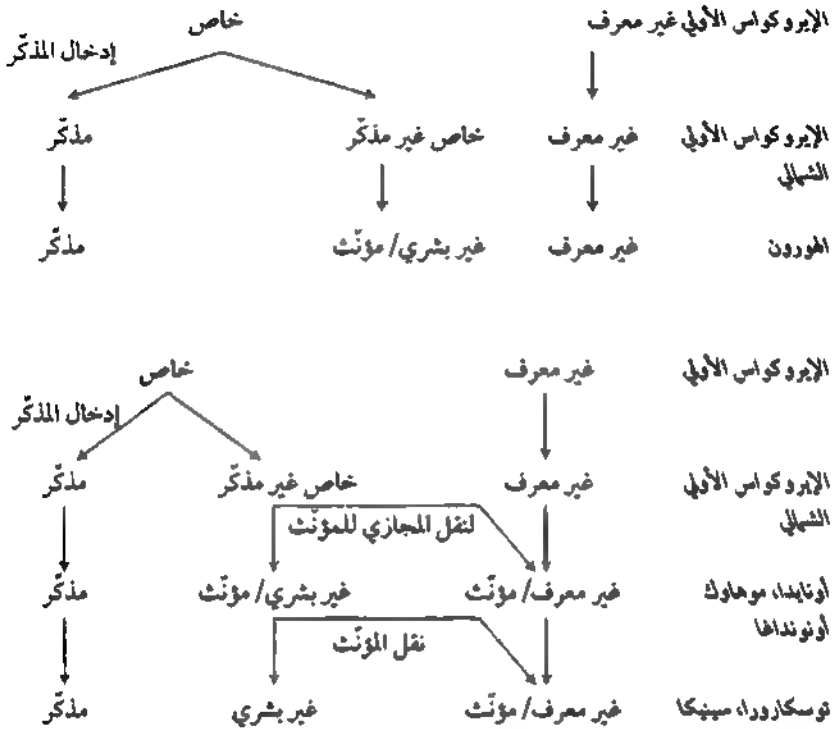 الإيروكواس الأولي غير معرف خاص
إدخال المذكّر
الإيروكواس الأولي غير معرف خاص غير مذكّر مذكّر
الشمالي
الهورون غير معرف غير بشري/ مؤنّث مذكّر
الإيروكواس الأولي غير معرف خاص
إدخال المذكّر
الإيروكواس الأولي غير معرف خاص غير مذكّر مذكّر
الشمالي
لنقل المجازي للمؤنّث
أونايدا، موهاوك غير معرف/ مؤنّث غير بشري/ مؤنّث مذكّر
أونونداغا
نقل المؤنّث
توسكارورا، سينيكا غير معرف/ مؤنّث غير بشري مذكّر